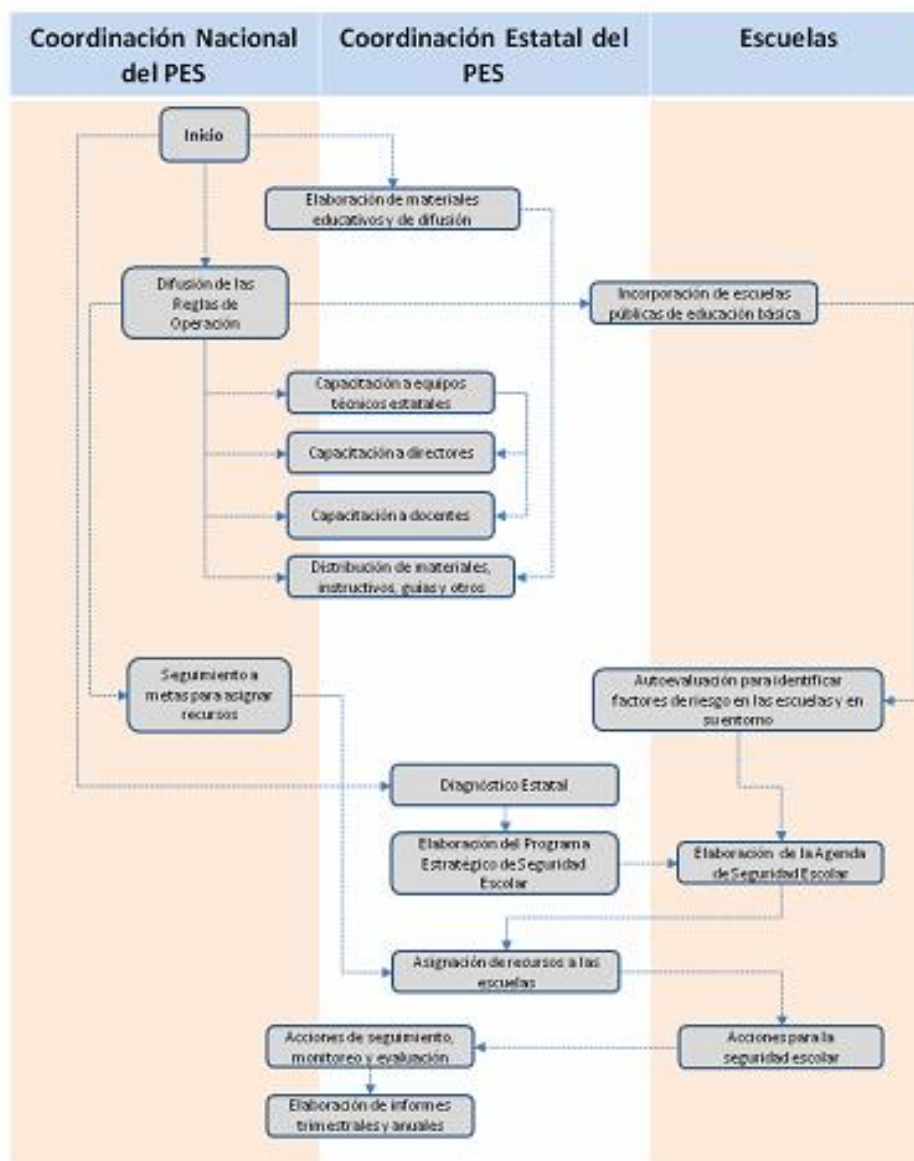 Coordinación Nacional
del PES
Coordinación Estatal del
PES
Escuelas
Inicio
Elaboración de materiales
educativos y de difusión
Difusión de las
Reglas de
Operación
Incorporación de escuelas
públicas de educación básica
Capacitación a equipos
técnicos estatales
Capacitación a directores
Capacitación a docentes
Distribución de materiales,
instructivos, guías y otros
Seguimiento a
metas para asignar
recursos
Autoevaluación para identificar
factores de riesgo en las escuelas y en
su entorno
Diagnóstico Estatal
Elaboración del Programa
Estratégico de Seguridad
Escolar
Elaboración de la Agenda
de Seguridad Escolar
Asignación de recursos a las
escuelas
Acciones de seguimiento,
monitoreo y evaluación
Acciones para la
seguridad escolar
Elaboración de informes
trimestrales y anuales